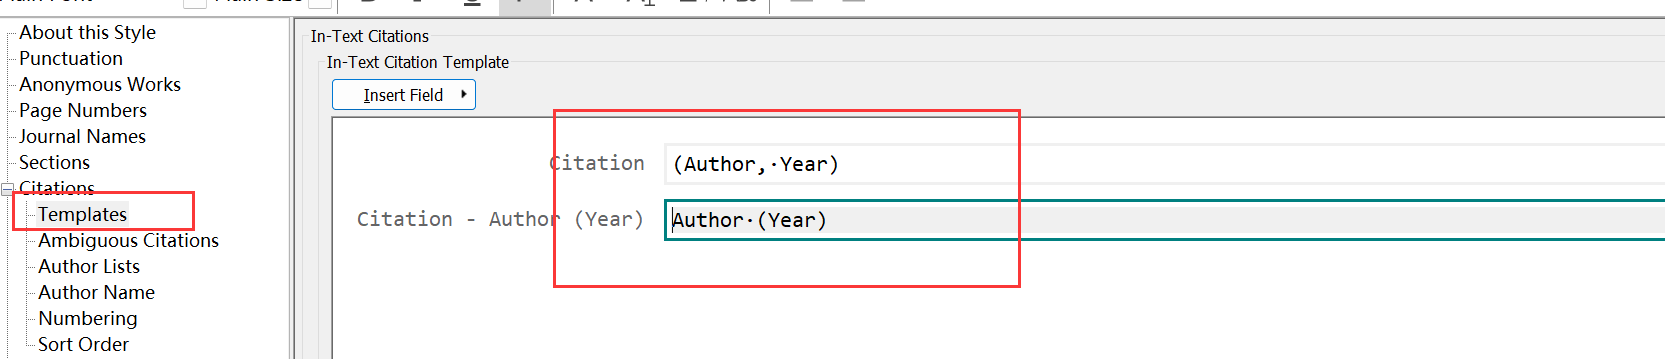 About this Style
Punctuation
Anonymous Works
Page Numbers
Journal Names
Sections
Citations
Templates
Ambiguous Citations
Author Lists
Author Name
Numbering
Sort Order
In-Text Citations
In-Text Citation Template
Insert Field
Citation (Author,·Year)
Citation - Author (Year) Author·(Year)